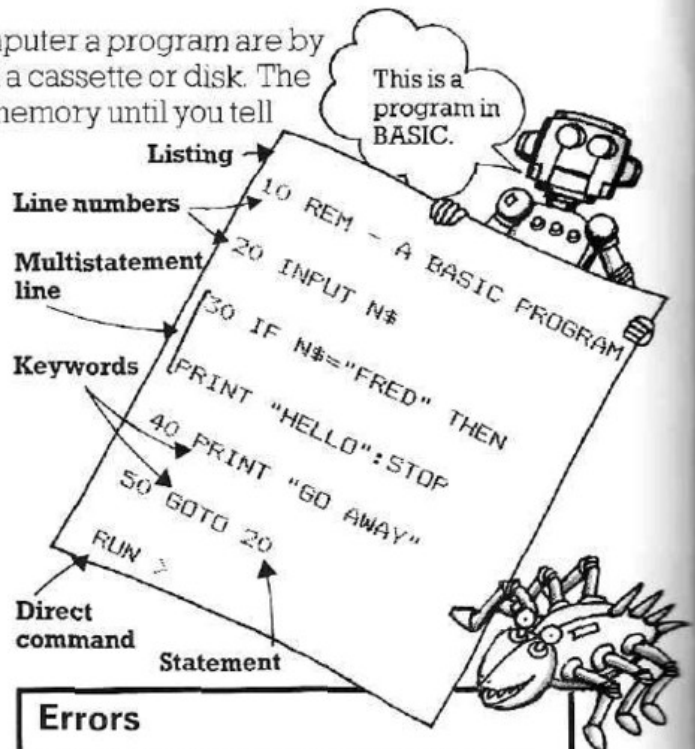 mputer a program are by
a cassette or disk. The
memory until you tell
This is a
program in
BASIC.
Listing
Line numbers
Multistatement
line
Keywords
10 REM - A BASIC PROGRAM
20 INPUT N$
30 IF N$="FRED" THEN
PRINT "HELLO":STOP
40 PRINT "GO AWAY"
50 GOTO 20
RUN
Direct
command
Statement
Errors